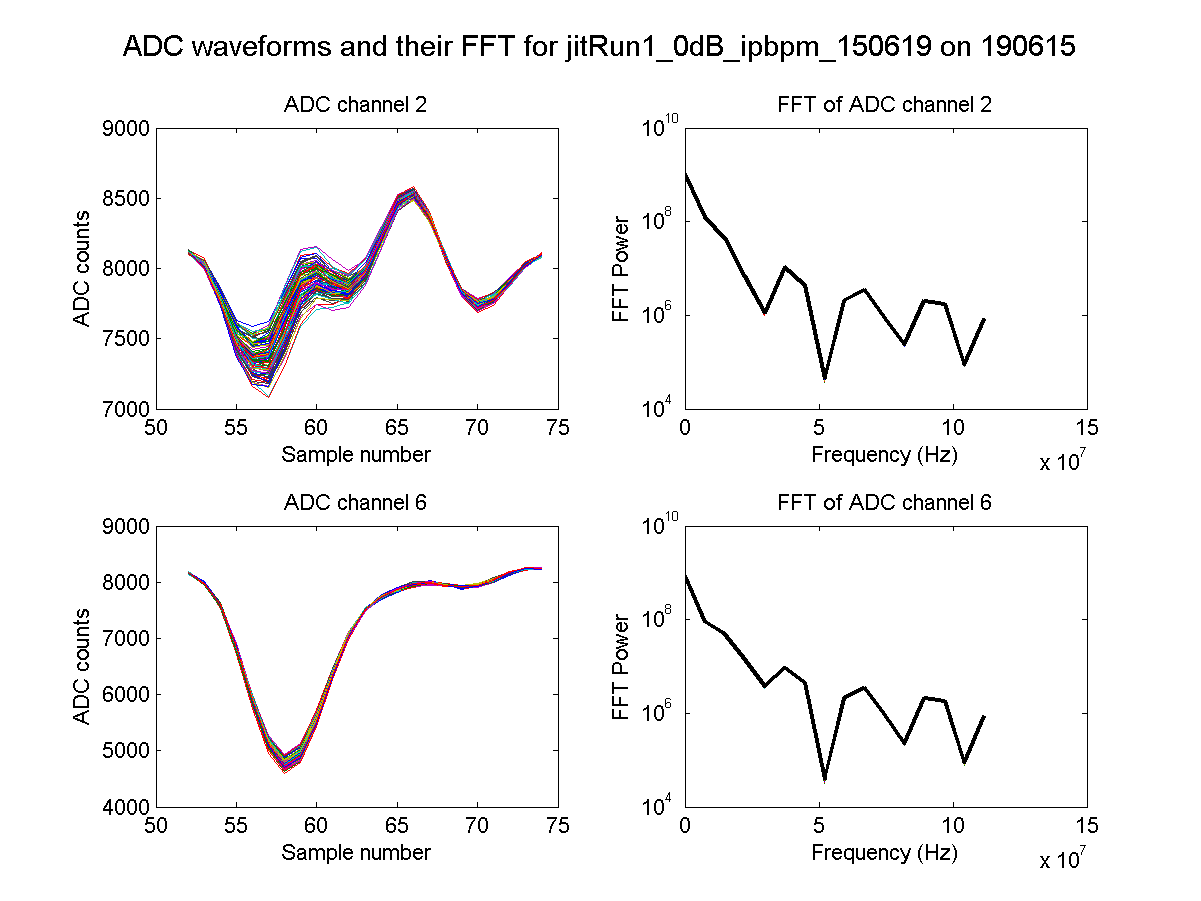 ADC waveforms and their FFT for jitRun1_0dB_ipbpm_150619 on 190615
ADC channel 2
9000
8500
8000
7500
7000
50 55 60 65 70 75
ADC counts
Sample number
FFT of ADC channel 2
10^10
10^8
10^6
10^4
0 5 10 15
FFT Power
Frequency (Hz)
x 10^7
ADC channel 6
9000
8000
7000
6000
5000
4000
50 55 60 65 70 75
ADC counts
Sample number
FFT of ADC channel 6
10^10
10^8
10^6
10^4
0 5 10 15
FFT Power
Frequency (Hz)
x 10^7